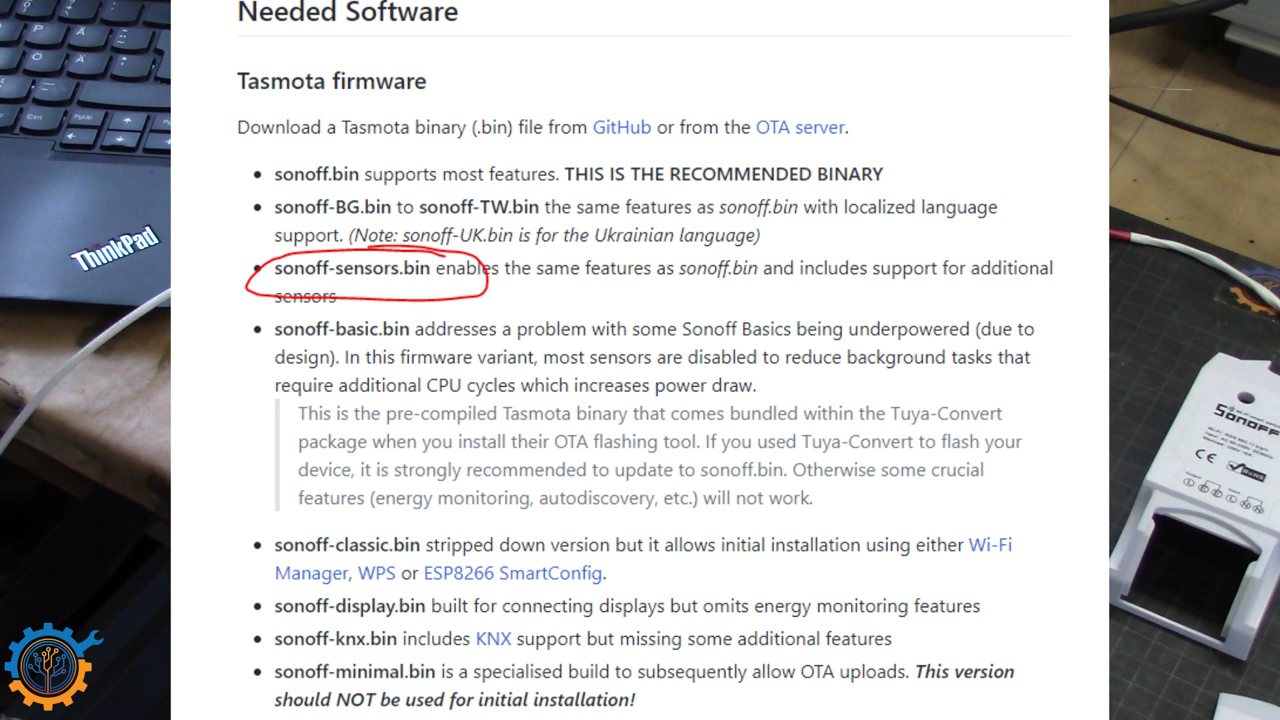 Needed Software
Tasmota firmware
Download a Tasmota binary (.bin) file from GitHub or from the OTA server.
• sonoff.bin supports most features. THIS IS THE RECOMMENDED BINARY
• sonoff-BG.bin to sonoff-TW.bin the same features as sonoff.bin with localized language
support. (Note: sonoff-UK.bin is for the Ukrainian language)
• sonoff-sensors.bin enables the same features as sonoff.bin and includes support for additional
sensors
• sonoff-basic.bin addresses a problem with some Sonoff Basics being underpowered (due to
design). In this firmware variant, most sensors are disabled to reduce background tasks that
require additional CPU cycles which increases power draw.
This is the pre-compiled Tasmota binary that comes bundled within the Tuya-Convert
package when you install their OTA flashing tool. If you used Tuya-Convert to flash your
device, it is strongly recommended to update to sonoff.bin. Otherwise some crucial
features (energy monitoring, autodiscovery, etc.) will not work.
• sonoff-classic.bin stripped down version but it allows initial installation using either Wi-Fi
Manager, WPS or ESP8266 SmartConfig.
• sonoff-display.bin built for connecting displays but omits energy monitoring features
• sonoff-knx.bin includes KNX support but missing some additional features
• sonoff-minimal.bin is a specialised build to subsequently allow OTA uploads. This version
should NOT be used for initial installation!
ThinkPad
SonoFF
CE
RoHS